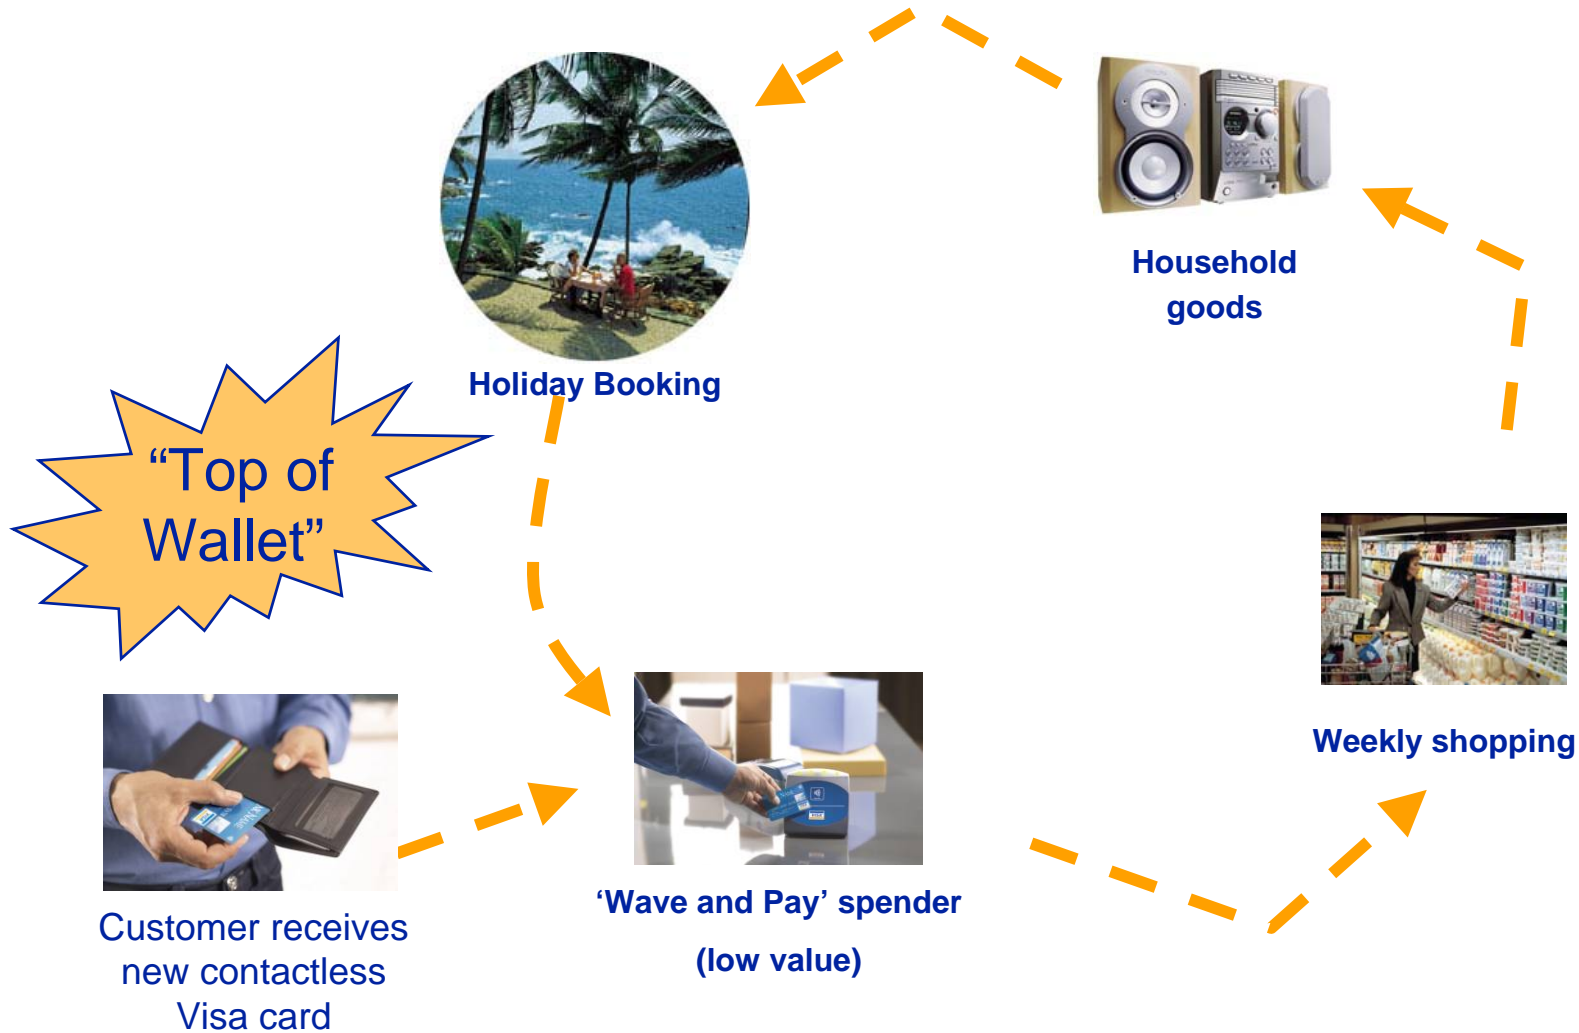 Household
goods
Holiday Booking
“Top of
Wallet”
Weekly shopping
‘Wave and Pay’ spender
(low value)
Customer receives
new contactless
Visa card